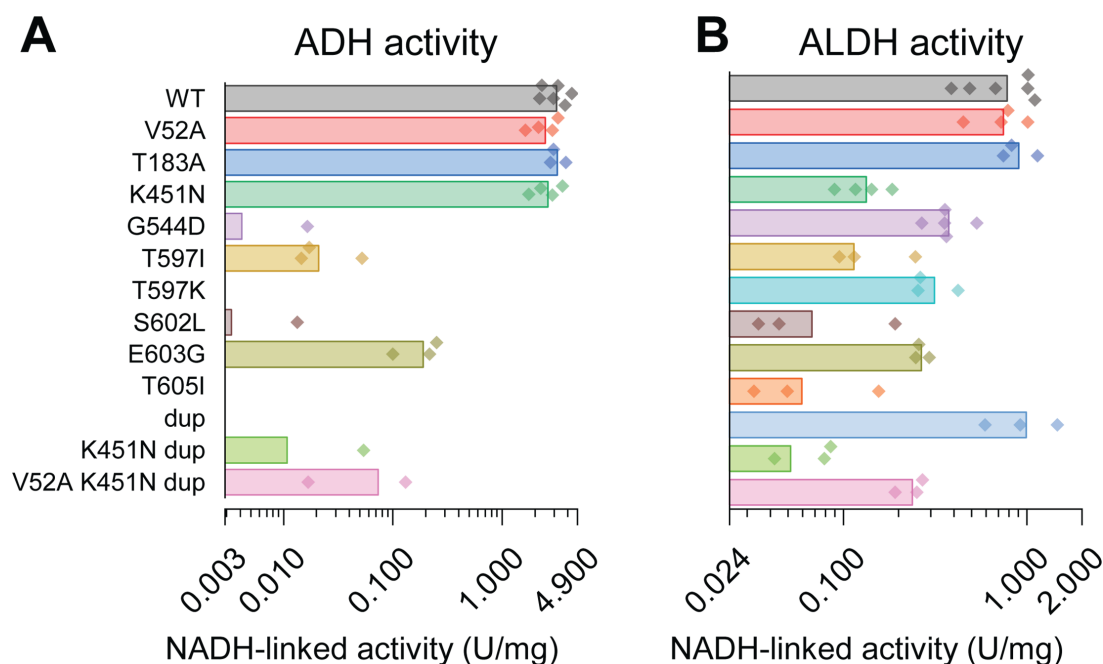 A
ADH activity
WT
V52A
T183A
K451N
G544D
T597I
T597K
S602L
E603G
T605I
dup
K451N dup
V52A K451N dup
0.003
0.010
0.100
1.000
4.900
NADH-linked activity (U/mg)
B
ALDH activity
0.024
0.100
1.000
2.000
NADH-linked activity (U/mg)